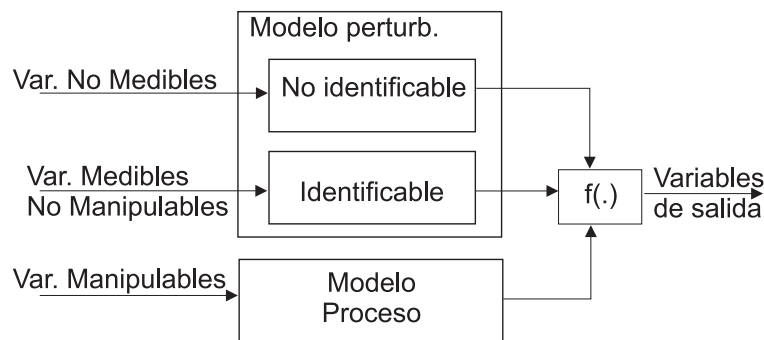 Modelo perturb.
Var. No Medibles
No identificable
Var. Medibles
No Manipulables
Identificable
f(.)
Variables
de salida
Var. Manipulables
Modelo
Proceso